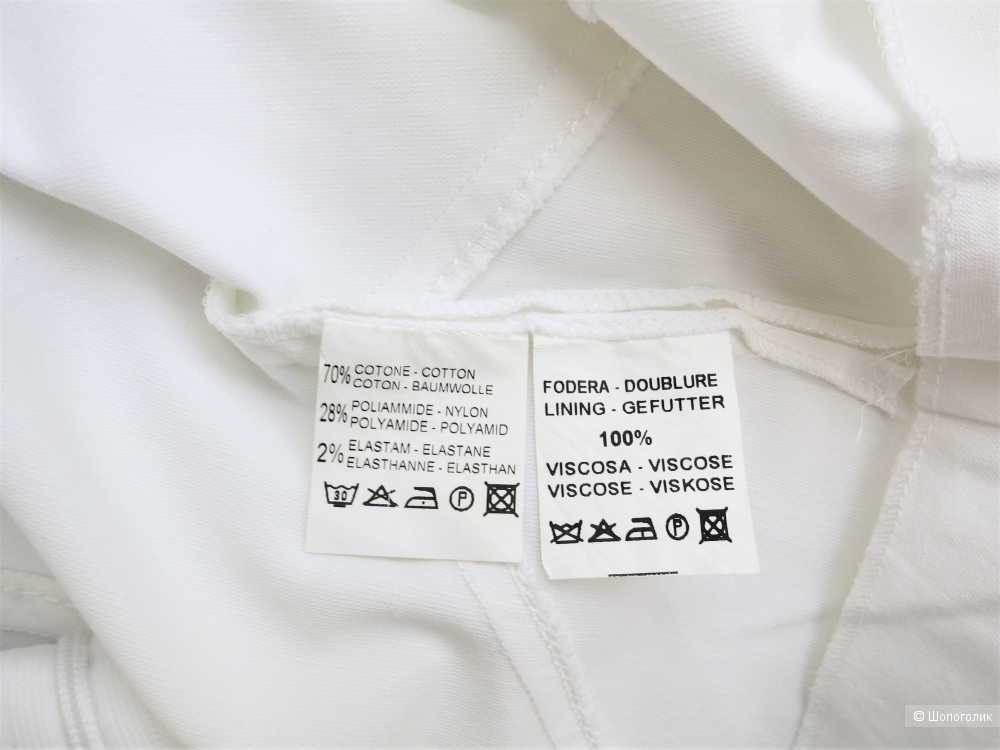 70% COTONE - COTTON
COTON - BAUMWOLLE
28% POLIAMMIDE - NYLON
POLYAMIDE - POLYAMID
2% ELASTAM - ELASTANE
ELASTHANNE - ELASTHAN
30 P
FODERA - DOUBLURE
LINING - GEFUTTER
100%
VISCOSA - VISCOSE
VISCOSE - VISKOSE
P
© Шопоголик